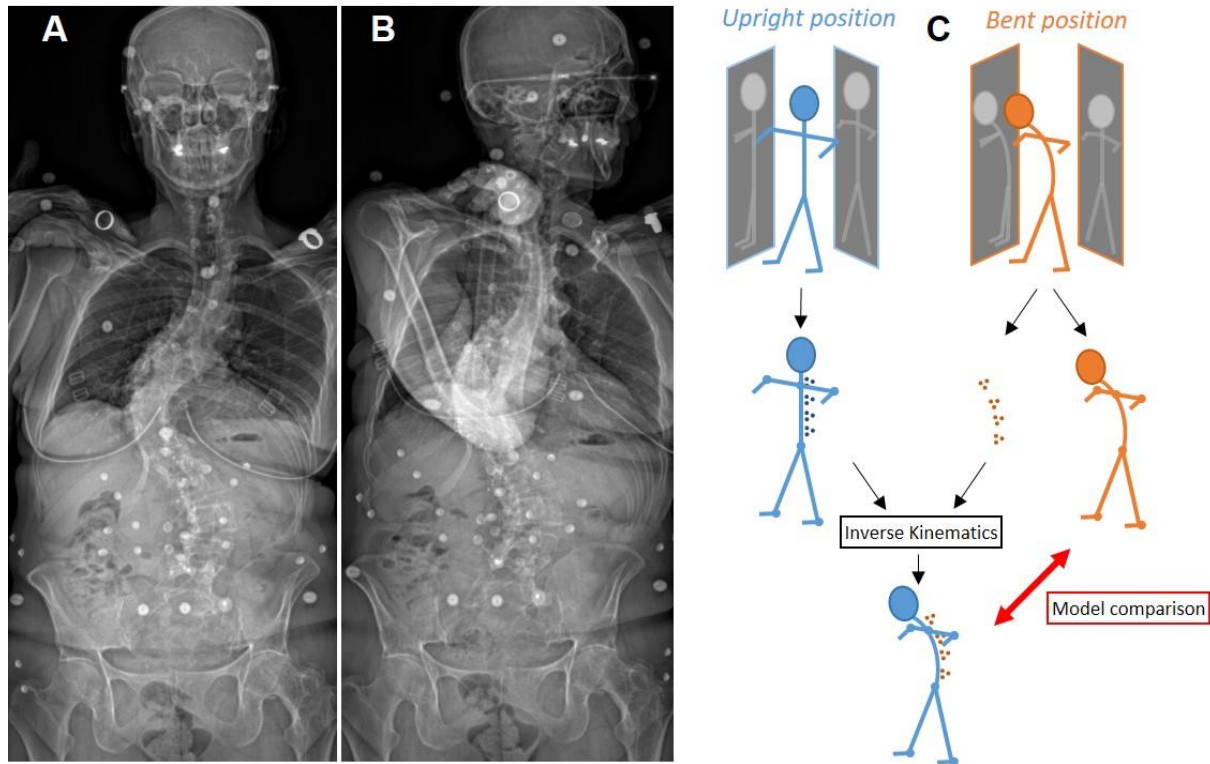 A
B
Upright position
C
Bent position
Inverse Kinematics
Model comparison